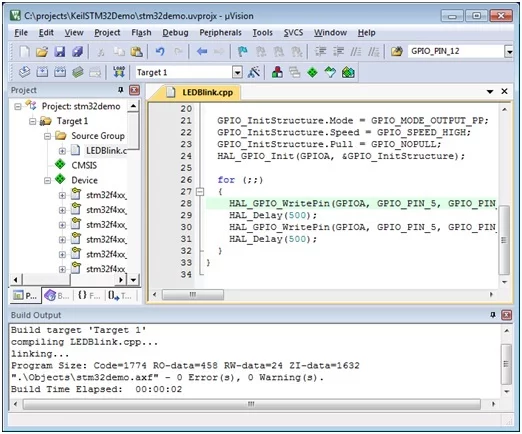 C:\projects\KeilSTM32Demo\stm32demo.uvprojx - µVision
File Edit View Project Flash Debug Peripherals Tools SVCS Window Help
GPIO_PIN_12
LOAD
Target 1
Project
Project: stm32demo
Target 1
Source Group
LEDBlink.c
CMSIS
Device
stm32f4xx_
stm32f4xx_
stm32f4xx_
stm32f4xx_
stm32f4xx_
P... B... {} F... T...
LEDBlink.cpp
20
21 GPIO_InitStructure.Mode = GPIO_MODE_OUTPUT_PP;
22 GPIO_InitStructure.Speed = GPIO_SPEED_HIGH;
23 GPIO_InitStructure.Pull = GPIO_NOPULL;
24 HAL_GPIO_Init(GPIOA, &GPIO_InitStructure);
25
26 for (;;)
27 {
28 HAL_GPIO_WritePin(GPIOA, GPIO_PIN_5, GPIO_PIN_
29 HAL_Delay(500);
30 HAL_GPIO_WritePin(GPIOA, GPIO_PIN_5, GPIO_PIN_
31 HAL_Delay(500);
32 }
33 }
34
Build Output
Build target 'Target 1'
compiling LEDBlink.cpp...
linking...
Program Size: Code=1774 RO-data=458 RW-data=24 ZI-data=1632
".\Objects\stm32demo.axf" - 0 Error(s), 0 Warning(s).
Build Time Elapsed: 00:00:02